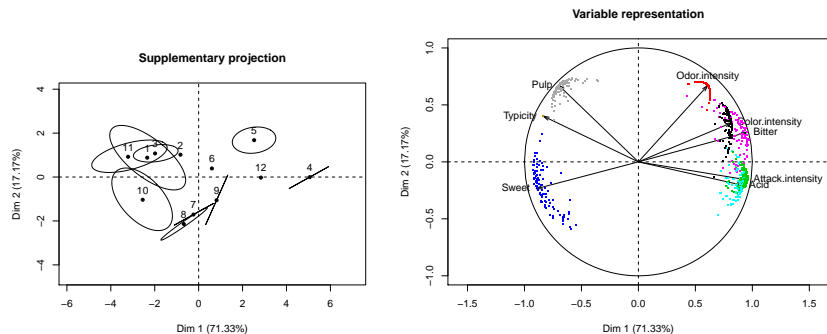 Supplementary projection
4
2
0
−2
−4
Dim 2 (17.17%)
11
1
3
2
5
6
12
4
10
7
9
8
−6
−4
−2
0
2
4
6
Dim 1 (71.33%)
Variable representation
1.0
0.5
0.0
−0.5
−1.0
Dim 2 (17.17%)
Pulp
Odor.intensity
Typicity
Color.intensity
Bitter
Attack.intensity
Acid
Sweet
−1.5
−1.0
−0.5
0.0
0.5
1.0
1.5
Dim 1 (71.33%)